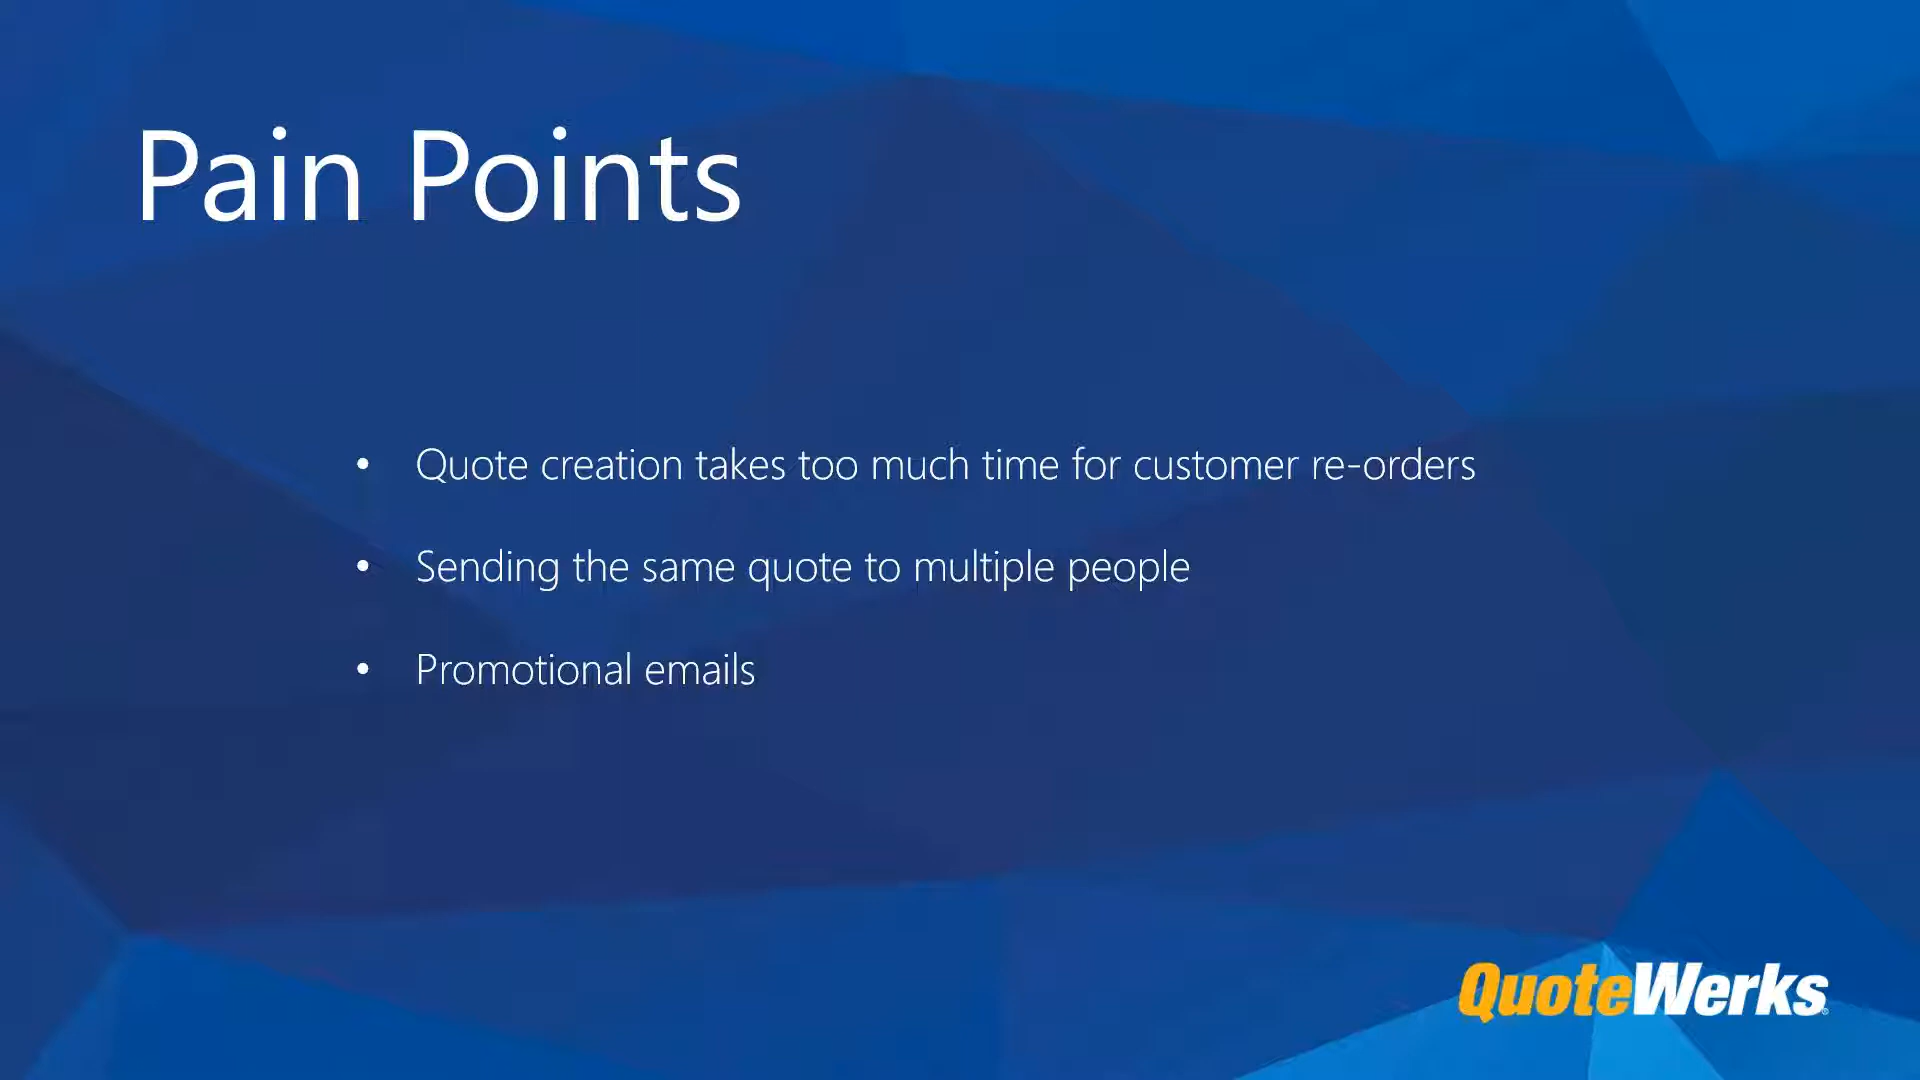 Pain Points
• Quote creation takes too much time for customer re-orders
• Sending the same quote to multiple people
• Promotional emails
QuoteWerks®